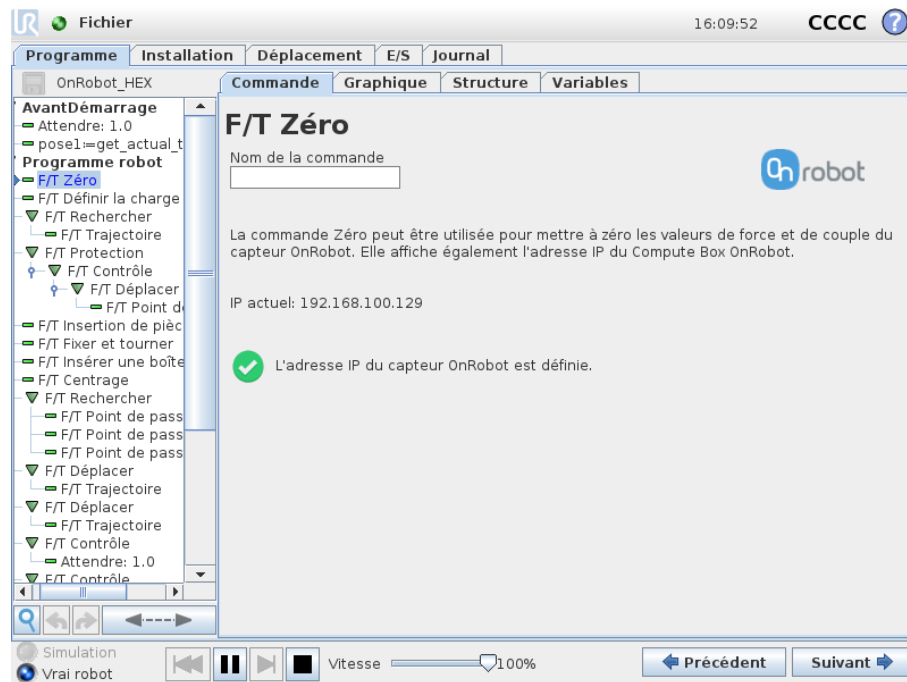 Fichier
16:09:52
CCCC
?
Programme
Installation
Déplacement
E/S
Journal
OnRobot_HEX
Commande
Graphique
Structure
Variables
AvantDémarrage
Attendre: 1.0
pose1≔get_actual_t
Programme robot
F/T Zéro
F/T Définir la charge
F/T Rechercher
F/T Trajectoire
F/T Protection
F/T Contrôle
F/T Déplacer
F/T Point d
F/T Insertion de pièc
F/T Fixer et tourner
F/T Insérer une boîte
F/T Centrage
F/T Rechercher
F/T Point de pass
F/T Point de pass
F/T Point de pass
F/T Déplacer
F/T Trajectoire
F/T Déplacer
F/T Trajectoire
F/T Contrôle
Attendre: 1.0
F/T Contrôle
F/T Zéro
Nom de la commande
On robot
La commande Zéro peut être utilisée pour mettre à zéro les valeurs de force et de couple du
capteur OnRobot. Elle affiche également l'adresse IP du Compute Box OnRobot.
IP actuel: 192.168.100.129
L'adresse IP du capteur OnRobot est définie.
Simulation
Vrai robot
Vitesse
100%
Précédent
Suivant